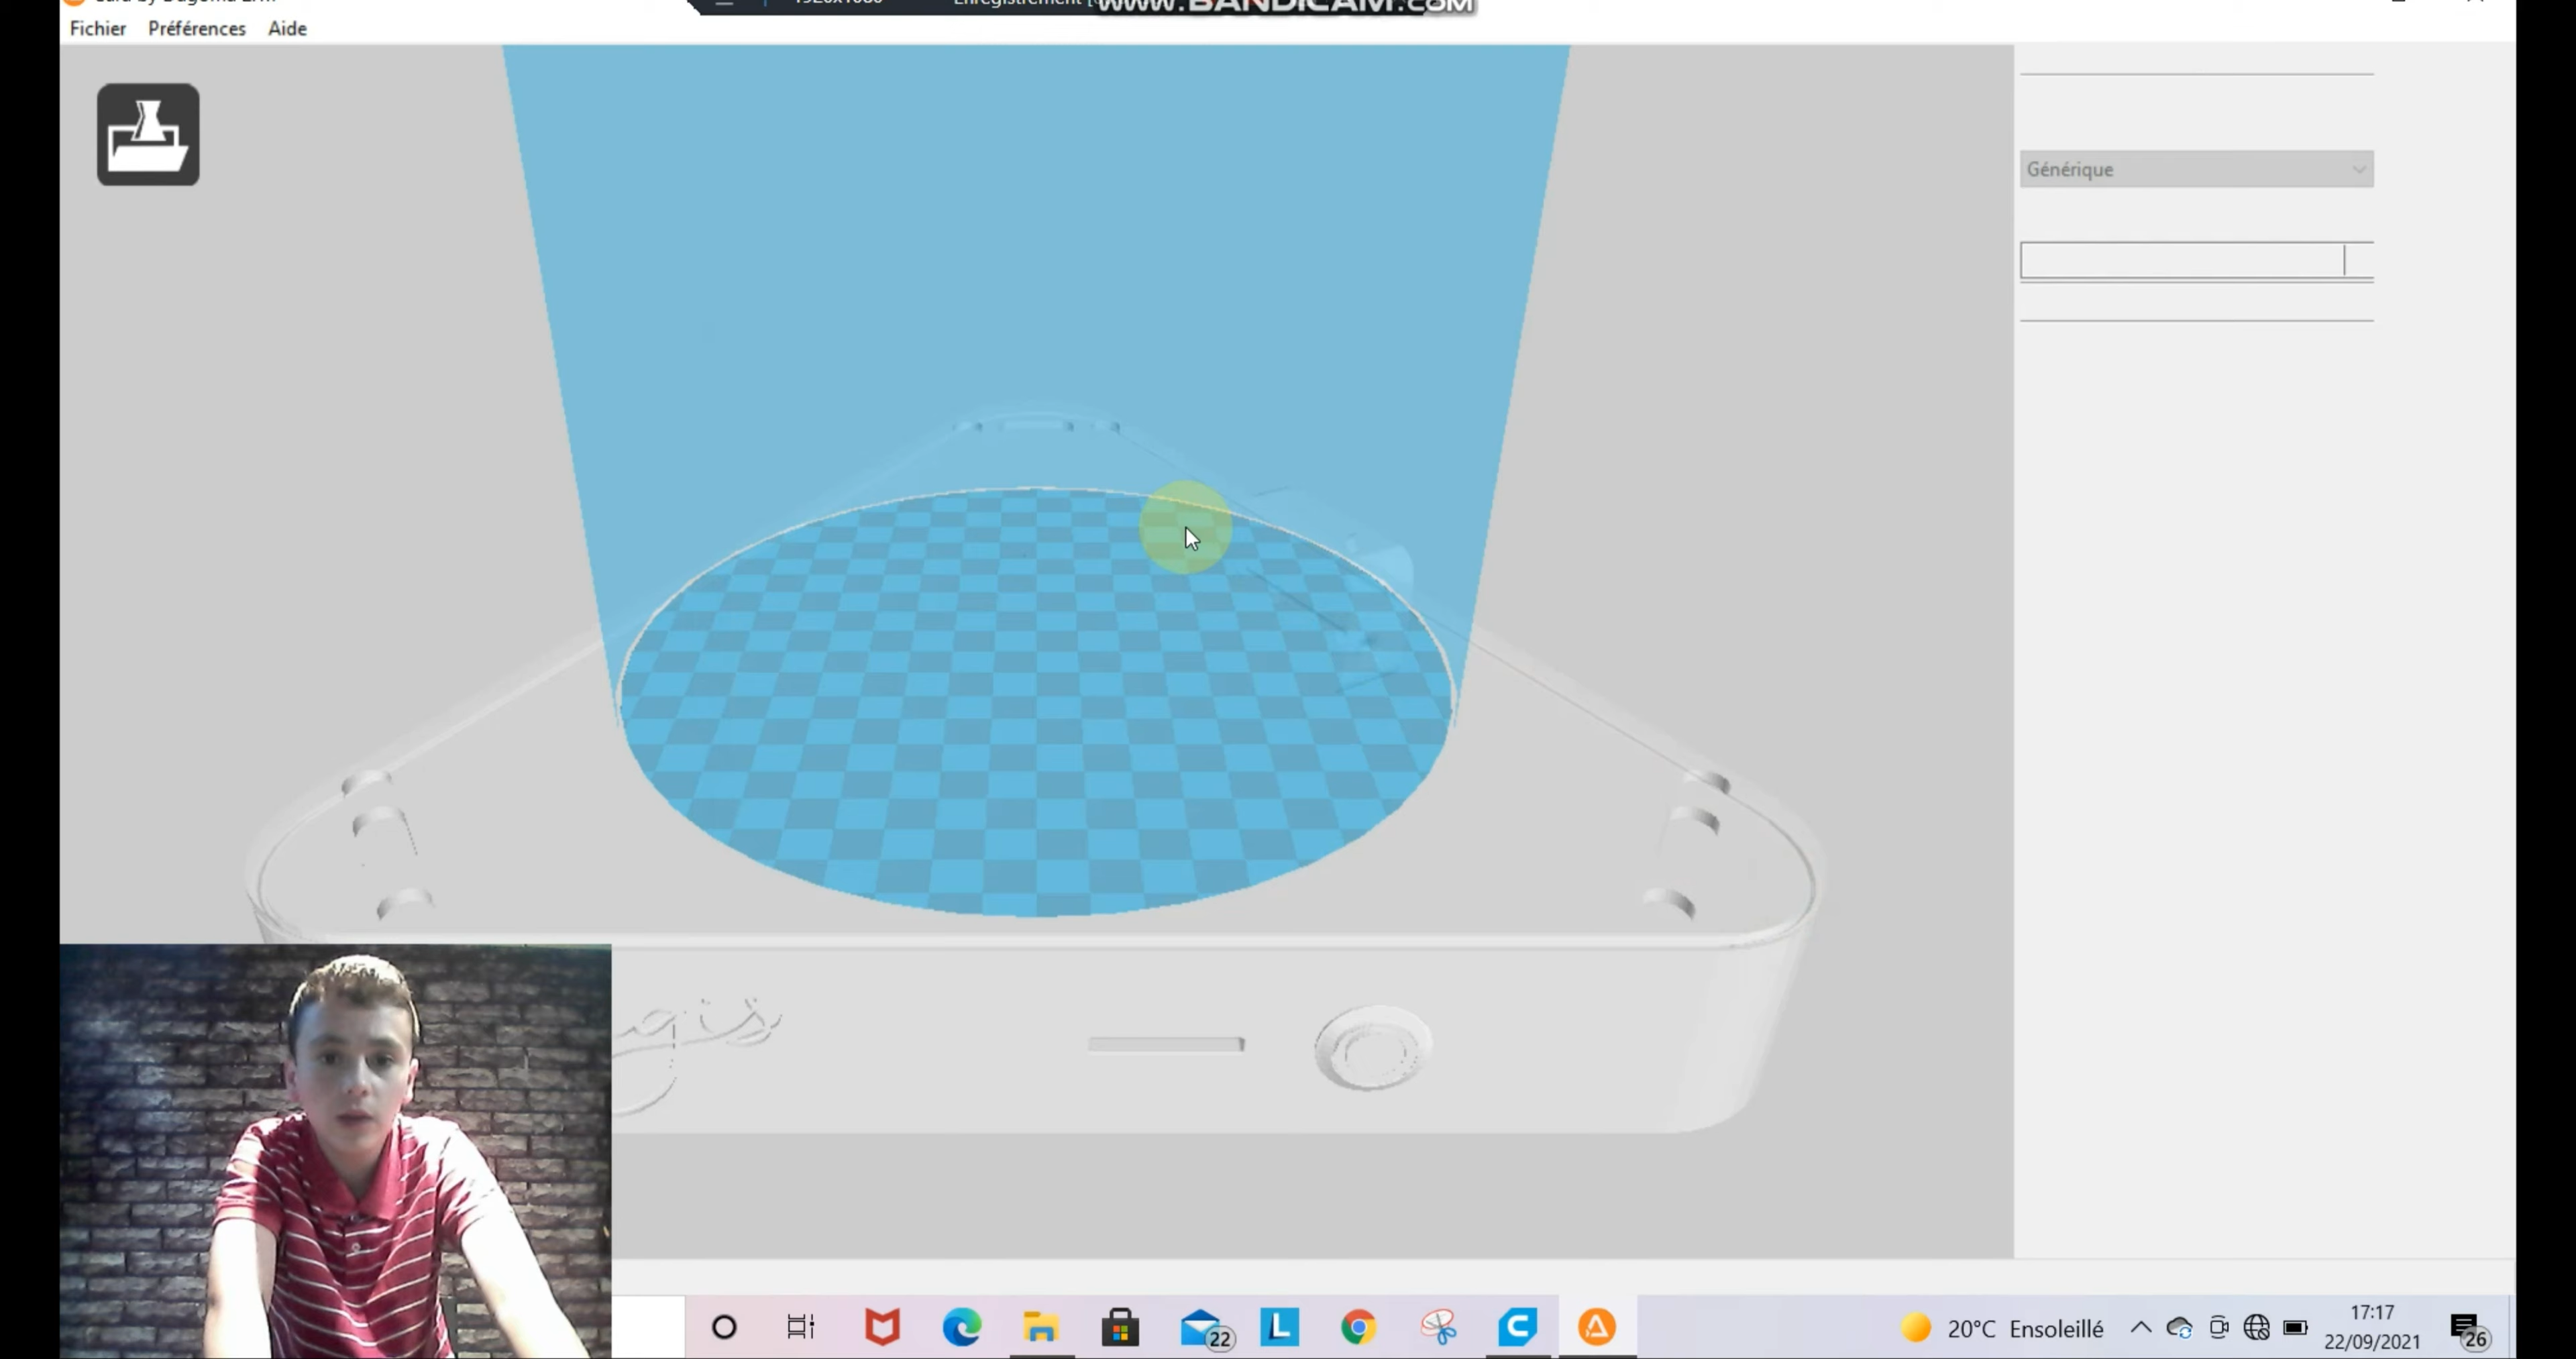 www.BANDICAM.COM
Fichier Préférences Aide
Générique
22
L
20°C Ensoleillé
17:17
22/09/2021
26